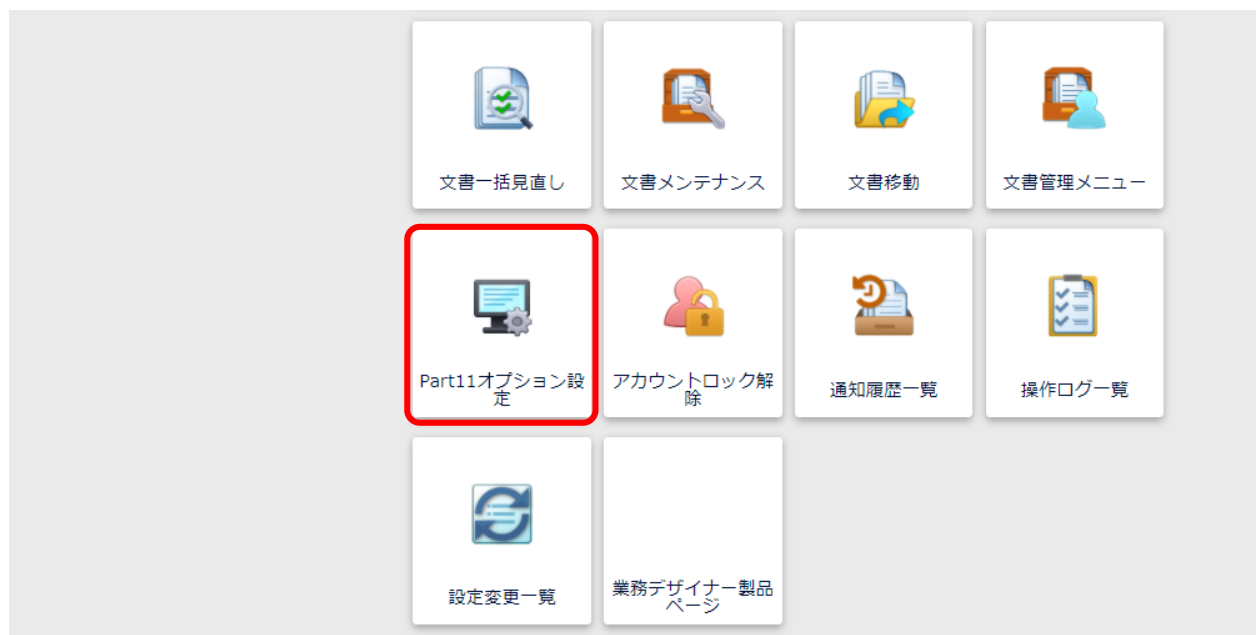 文書一括見直し
文書メンテナンス
文書移動
文書管理メニュー
Part11オプション設
定
アカウントロック解
除
通知履歴一覧
操作ログ一覧
設定変更一覧
業務デザイナー製品
ページ